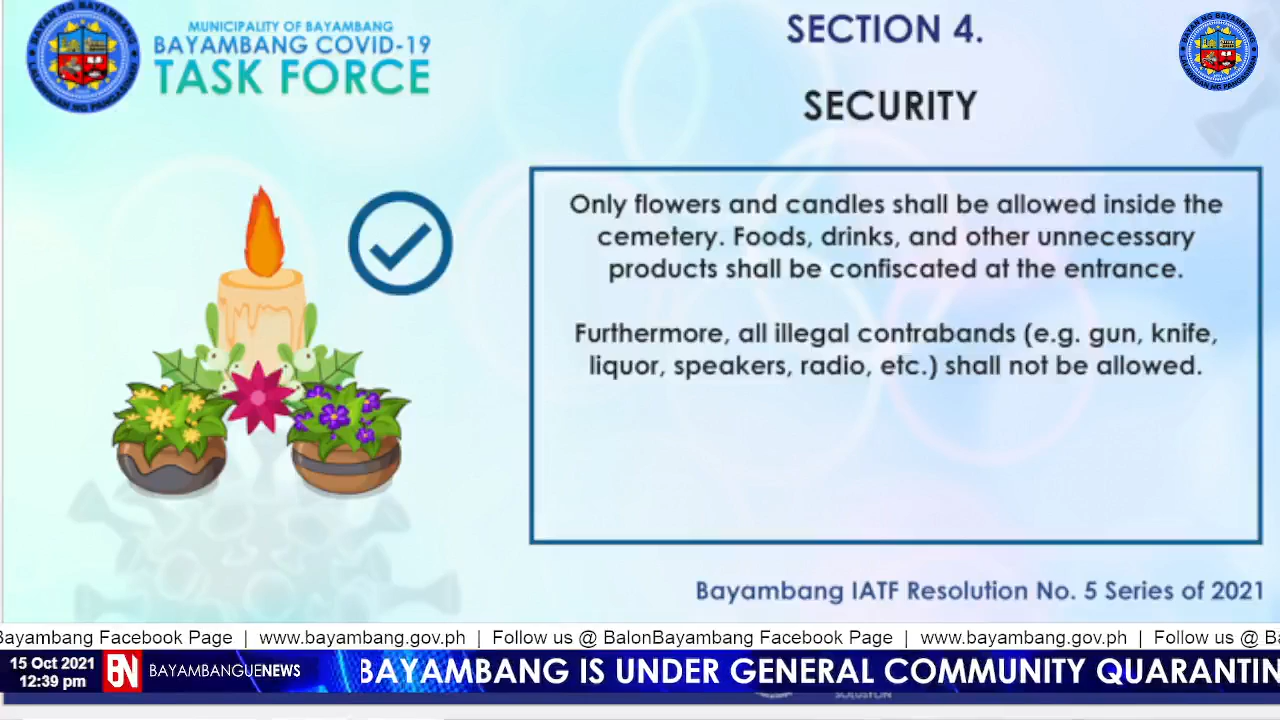 MUNICIPALITY OF BAYAMBANG
BAYAMBANG COVID-19
TASK FORCE
SECTION 4.
SECURITY
Only flowers and candles shall be allowed inside the
cemetery. Foods, drinks, and other unnecessary
products shall be confiscated at the entrance.
Furthermore, all illegal contrabands (e.g. gun, knife,
liquor, speakers, radio, etc.) shall not be allowed.
Bayambang IATF Resolution No. 5 Series of 2021
Bayambang Facebook Page | www.bayambang.gov.ph | Follow us @ BalonBayambang Facebook Page | www.bayambang.gov.ph | Follow us @
15 Oct 2021
12:39 pm
BN
BAYAMBANGUENEWS
BAYAMBANG IS UNDER GENERAL COMMUNITY QUARANTIN